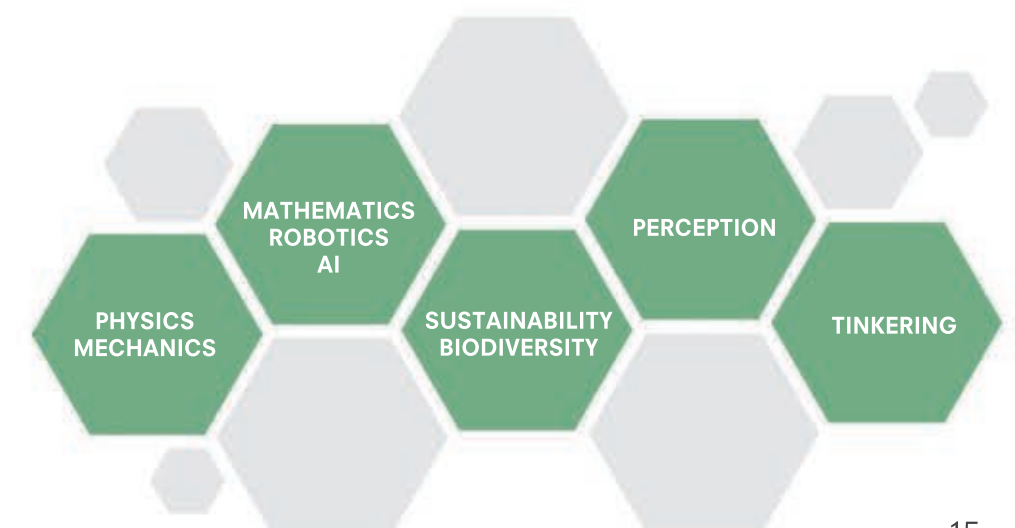 PHYSICS
MECHANICS
MATHEMATICS
ROBOTICS
AI
SUSTAINABILITY
BIODIVERSITY
PERCEPTION
TINKERING